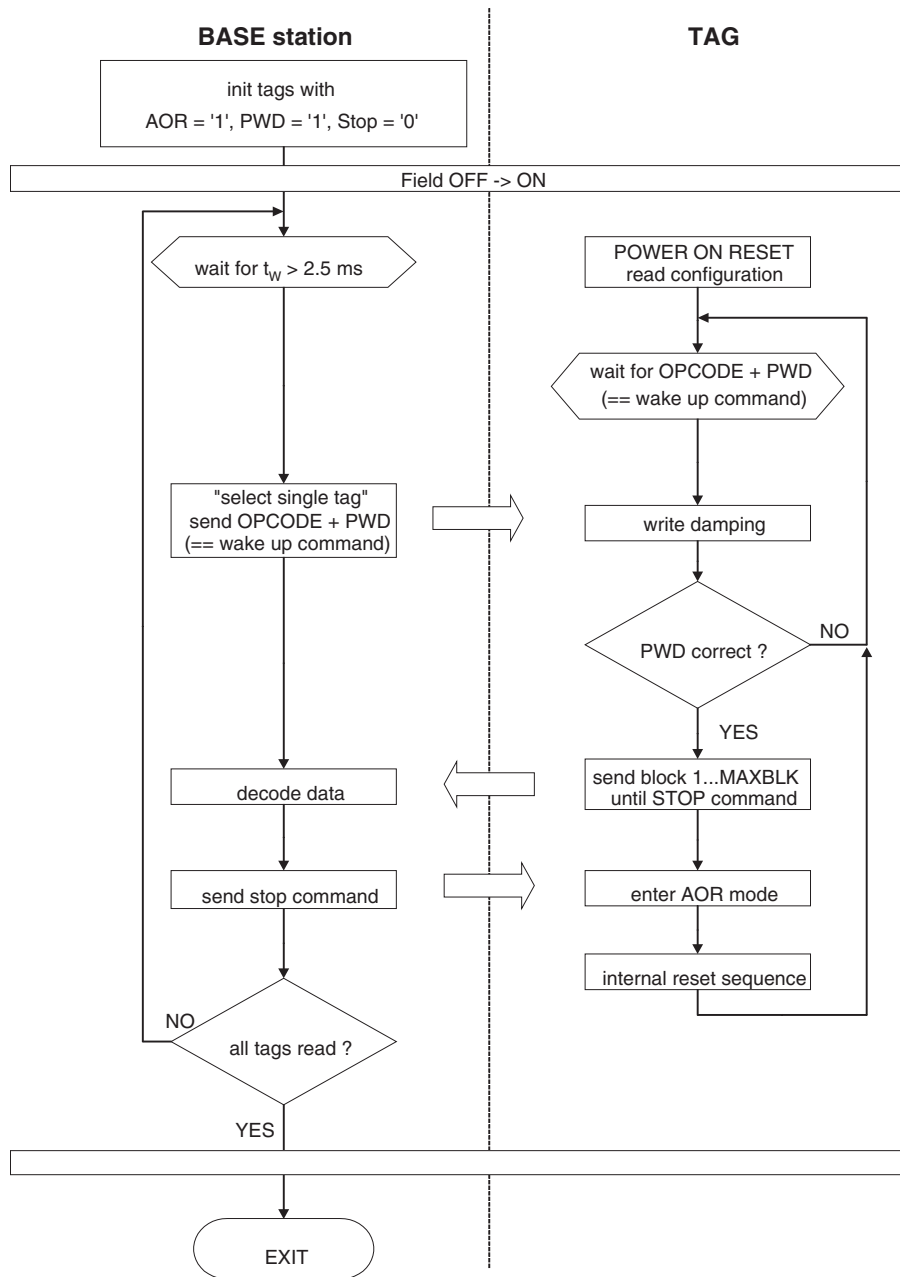 BASE station
TAG
init tags with
AOR = '1', PWD = '1', Stop = '0'
Field OFF -> ON
wait for tW > 2.5 ms
POWER ON RESET
read configuration
wait for OPCODE + PWD
(== wake up command)
"select single tag"
send OPCODE + PWD
(== wake up command)
write damping
PWD correct ?
NO
YES
send block 1...MAXBLK
until STOP command
decode data
send stop command
enter AOR mode
internal reset sequence
NO
all tags read ?
YES
EXIT